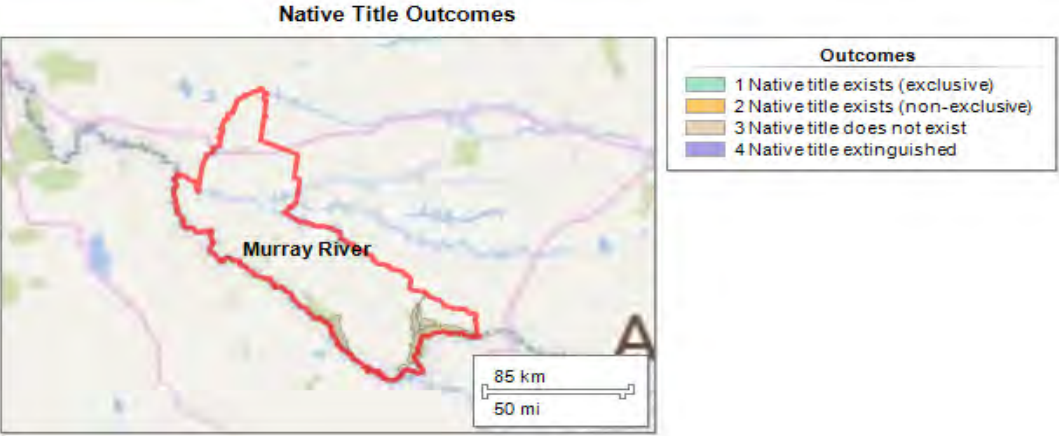 Native Title Outcomes
Outcomes
1 Native title exists (exclusive)
2 Native title exists (non-exclusive)
3 Native title does not exist
4 Native title extinguished
Murray River
A
85 km
50 mi